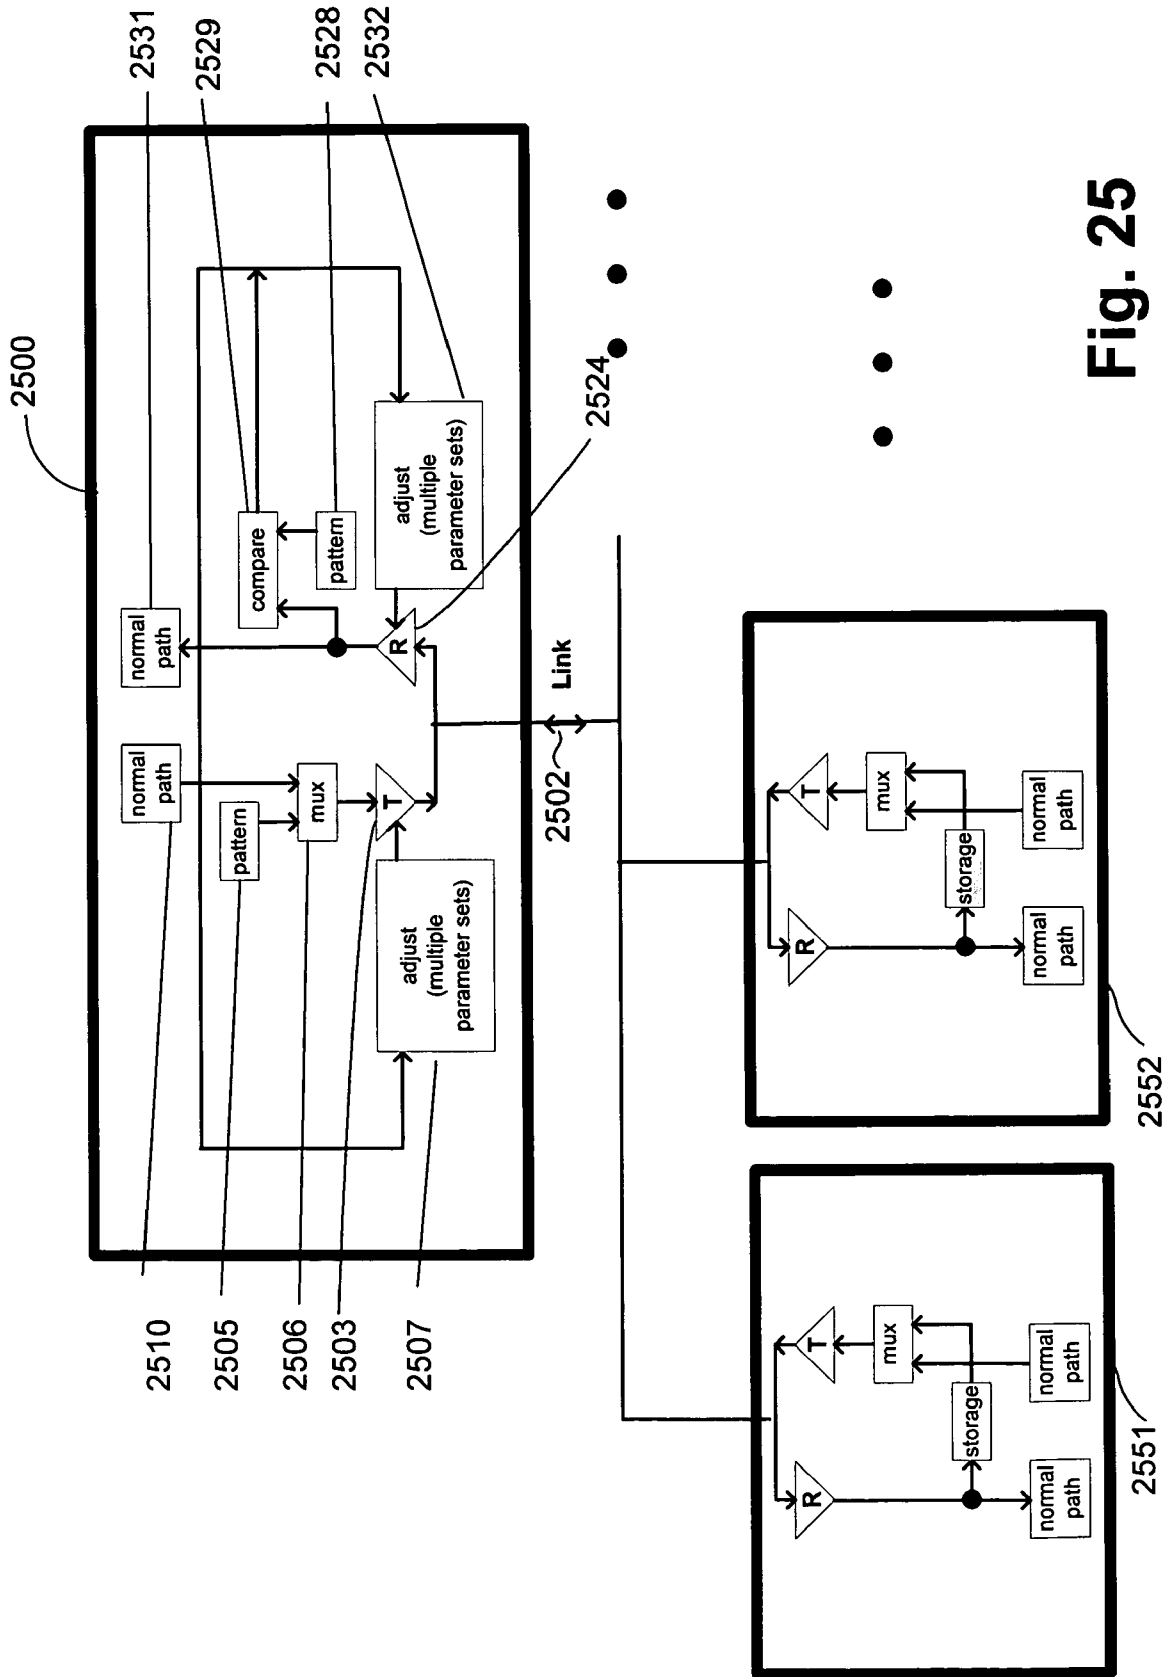 2500
2531
2529
2528
2532
normal
path
normal
path
pattern
mux
compare
pattern
T
R
adjust
(multiple
parameter sets)
adjust
(multiple
parameter sets)
2510
2505
2506
2503
2507
2524
2502
Link
T
R
mux
storage
normal
path
normal
path
2551
T
R
mux
storage
normal
path
normal
path
2552
Fig. 25